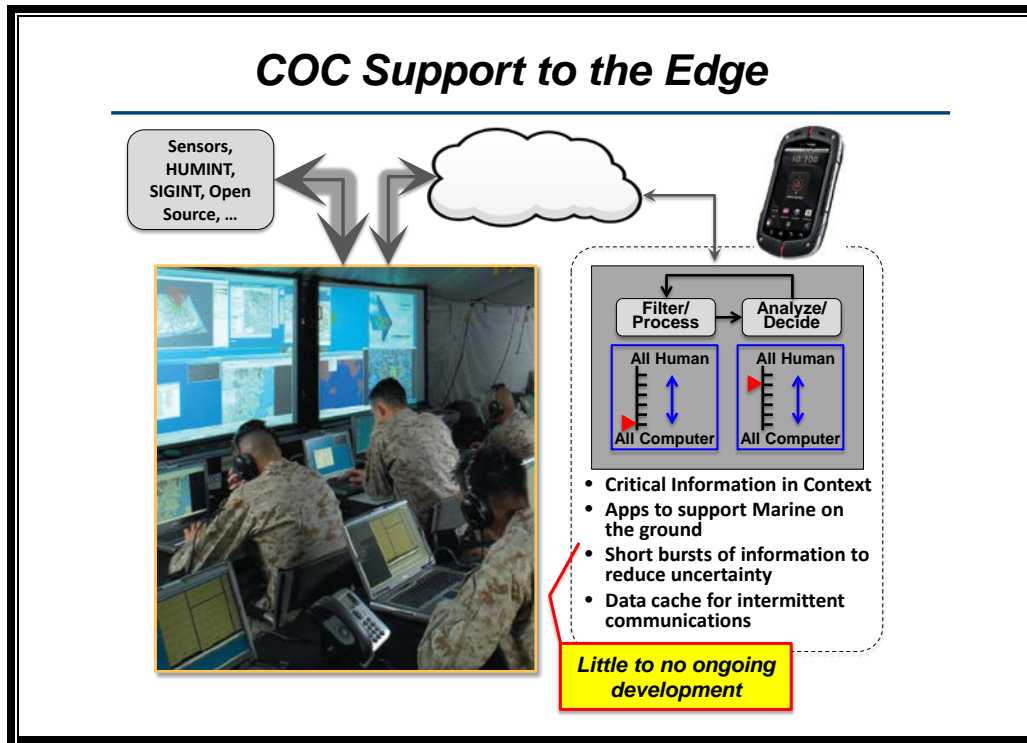 COC Support to the Edge
Sensors,
HUMINT,
SIGINT, Open
Source, …
Filter/
Process
Analyze/
Decide
All Human
All Computer
All Human
All Computer
• Critical Information in Context
• Apps to support Marine on
the ground
• Short bursts of information to
reduce uncertainty
• Data cache for intermittent
communications
Little to no ongoing
development